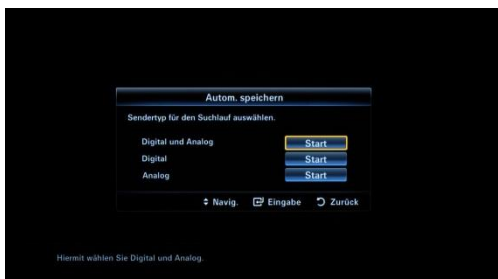 Autom. speichern
Sendertyp für den Suchlauf auswählen.
Digital und Analog Start
Digital Start
Analog Start
Navig. Eingabe Zurück
Hiermit wählen Sie Digital und Analog.